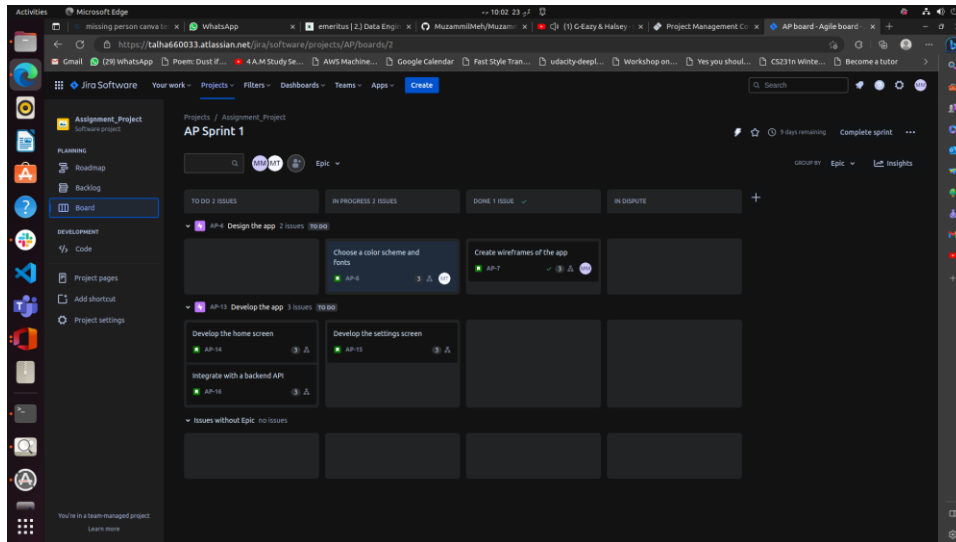 Activities
Microsoft Edge
10:02 23
missing person canva te
WhatsApp
emeritus | 2.) Data Engin
MuzammilMeh/Muzamm
(1) G-Eazy & Halsey -
Project Management Co
AP board - Agile board -
https://talha660033.atlassian.net/jira/software/projects/AP/boards/2
Gmail
(29) WhatsApp
Poem: Dust if...
4 A.M Study Se...
AWS Machine...
Google Calendar
Fast Style Tran...
udacity-deepl...
Workshop on...
Yes you shoul...
CS231n Winte...
Become a tutor
Jira Software
Your work
Projects
Filters
Dashboards
Teams
Apps
Create
Search
MM
Assignment_Project
Software project
PLANNING
Roadmap
Backlog
Board
DEVELOPMENT
Code
Project pages
Add shortcut
Project settings
You're in a team-managed project
Learn more
Projects / Assignment_Project
AP Sprint 1
9 days remaining
Complete sprint
MM
MT
Epic
GROUP BY
Epic
Insights
TO DO 2 ISSUES
IN PROGRESS 2 ISSUES
DONE 1 ISSUE
IN DISPUTE
AP-6 Design the app 2 issues TO DO
Choose a color scheme and
fonts
AP-8
3
MT
Create wireframes of the app
AP-7
3
MM
AP-13 Develop the app 3 issues TO DO
Develop the home screen
AP-14
3
Develop the settings screen
AP-15
3
Integrate with a backend API
AP-16
3
Issues without Epic no issues